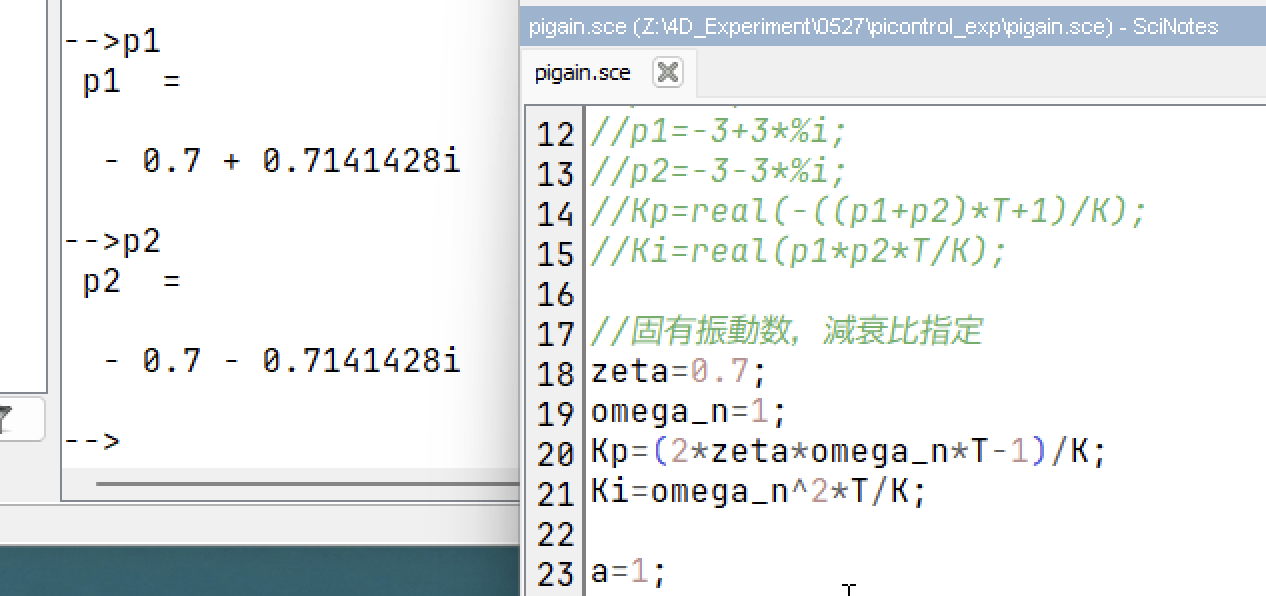 -->p1
p1 =
- 0.7 + 0.7141428i
-->p2
p2 =
- 0.7 - 0.7141428i
-->
pigain.sce (Z:\4D_Experiment\0527\picontrol_exp\pigain.sce) - SciNotes
pigain.sce
12 //p1=-3+3*%i;
13 //p2=-3-3*%i;
14 //Kp=real(-((p1+p2)*T+1)/K);
15 //Ki=real(p1*p2*T/K);
16
17 //固有振動数，減衰比指定
18 zeta=0.7;
19 omega_n=1;
20 Kp=(2*zeta*omega_n*T-1)/K;
21 Ki=omega_n^2*T/K;
22
23 a=1;